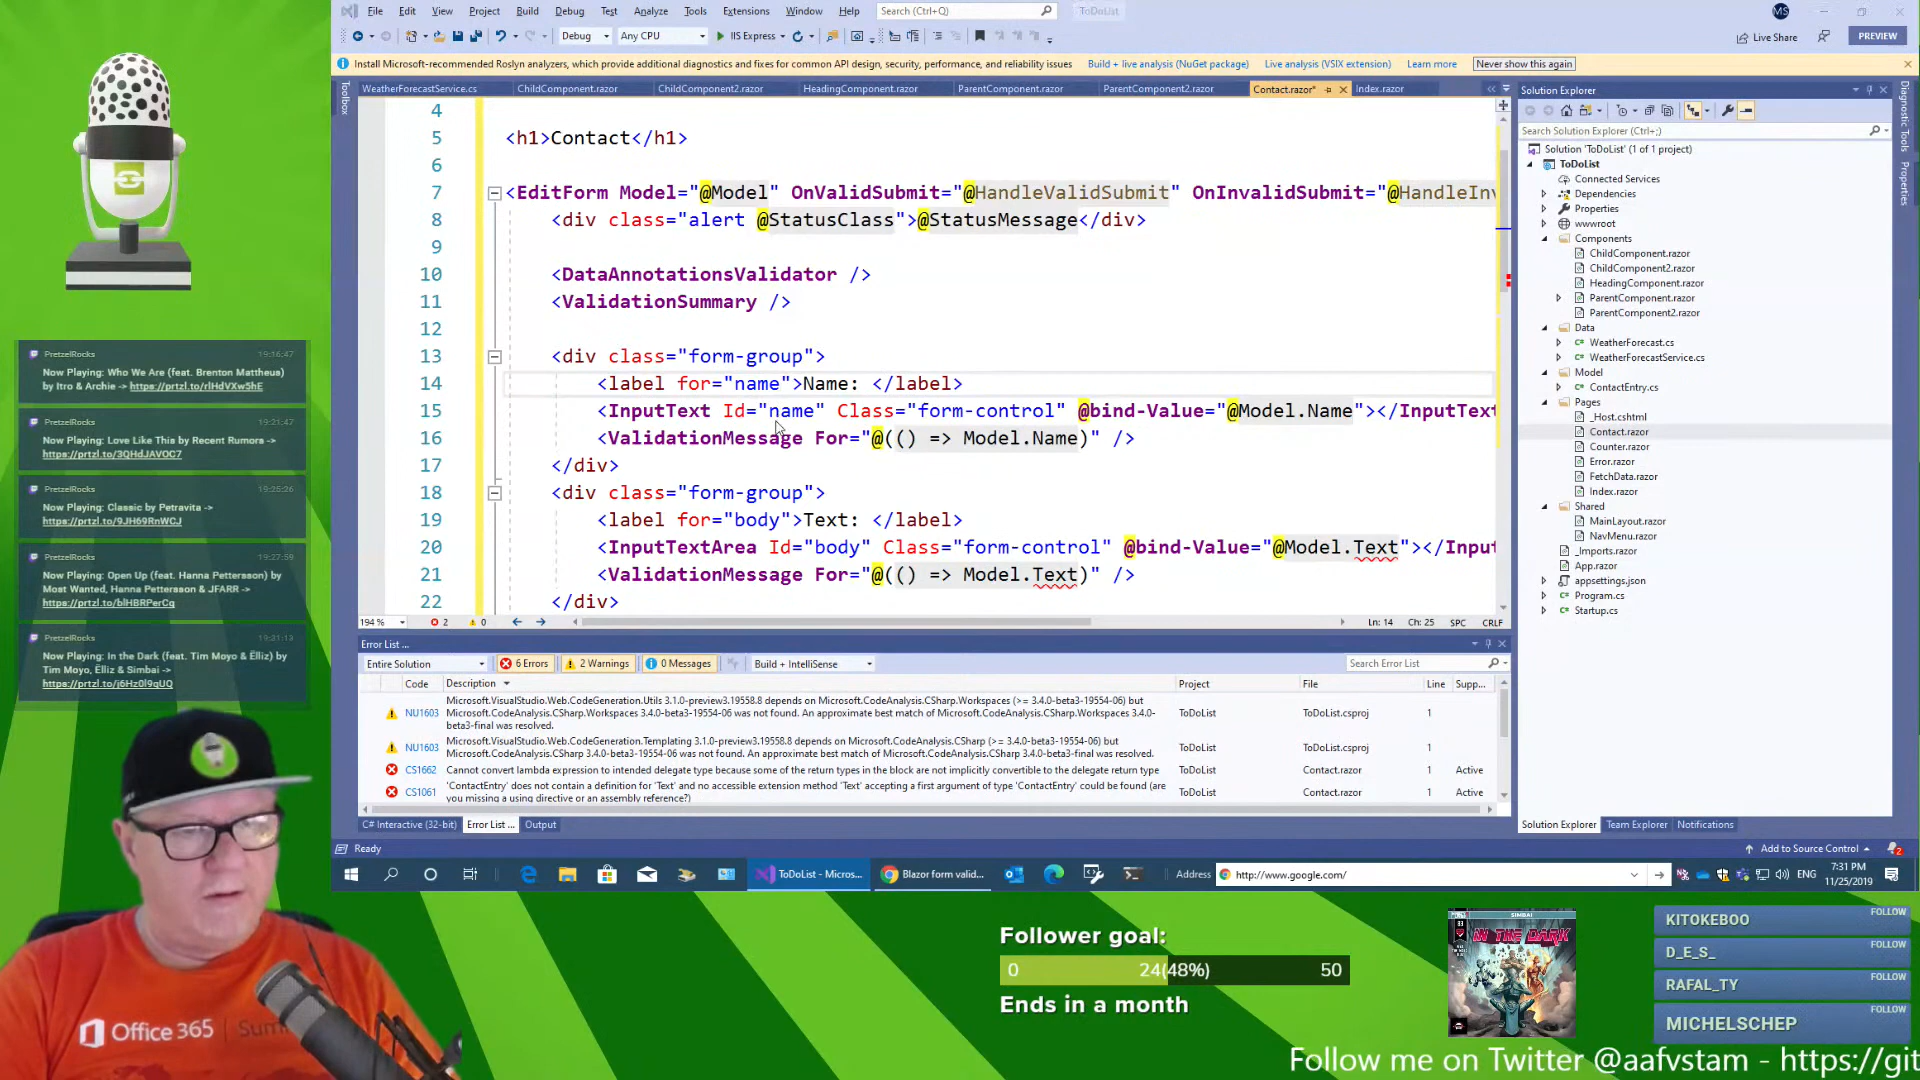 File Edit View Project Build Debug Test Analyze Tools Extensions Window Help Search (Ctrl+Q) ToDoList MS
Debug Any CPU IIS Express Live Share PREVIEW
Install Microsoft-recommended Roslyn analyzers, which provide additional diagnostics and fixes for common API design, security, performance, and reliability issues Build + live analysis (NuGet package) Live analysis (VSIX extension) Learn more Never show this again
Toolbox
WeatherForecastService.cs ChildComponent.razor ChildComponent2.razor HeadingComponent.razor ParentComponent.razor ParentComponent2.razor Contact.razor* Index.razor
4
5 <h1>Contact</h1>
6
7 <EditForm Model="@Model" OnValidSubmit="@HandleValidSubmit" OnInvalidSubmit="@HandleInv
8 <div class="alert @StatusClass">@StatusMessage</div>
9
10 <DataAnnotationsValidator />
11 <ValidationSummary />
12
13 <div class="form-group">
14 <label for="name">Name: </label>
15 <InputText Id="name" Class="form-control" @bind-Value="@Model.Name"></InputText
16 <ValidationMessage For="@(() => Model.Name)" />
17 </div>
18 <div class="form-group">
19 <label for="body">Text: </label>
20 <InputTextArea Id="body" Class="form-control" @bind-Value="@Model.Text"></Input
21 <ValidationMessage For="@(() => Model.Text)" />
22 </div>
194 % 2 0 Ln: 14 Ch: 25 SPC CRLF
Error List ...
Entire Solution 6 Errors 2 Warnings 0 Messages Build + IntelliSense Search Error List
Code Description Project File Line Supp...
NU1603 Microsoft.VisualStudio.Web.CodeGeneration.Utils 3.1.0-preview3.19558.8 depends on Microsoft.CodeAnalysis.CSharp.Workspaces (>= 3.4.0-beta3-19554-06) but
Microsoft.CodeAnalysis.CSharp.Workspaces 3.4.0-beta3-19554-06 was not found. An approximate best match of Microsoft.CodeAnalysis.CSharp.Workspaces 3.4.0-
beta3-final was resolved. ToDoList ToDoList.csproj 1
NU1603 Microsoft.VisualStudio.Web.CodeGeneration.Templating 3.1.0-preview3.19558.8 depends on Microsoft.CodeAnalysis.CSharp (>= 3.4.0-beta3-19554-06) but
Microsoft.CodeAnalysis.CSharp 3.4.0-beta3-19554-06 was not found. An approximate best match of Microsoft.CodeAnalysis.CSharp 3.4.0-beta3-final was resolved. ToDoList ToDoList.csproj 1
CS1662 Cannot convert lambda expression to intended delegate type because some of the return types in the block are not implicitly convertible to the delegate return type ToDoList Contact.razor 1 Active
CS1061 'ContactEntry' does not contain a definition for 'Text' and no accessible extension method 'Text' accepting a first argument of type 'ContactEntry' could be found (are
you missing a using directive or an assembly reference?) ToDoList Contact.razor 1 Active
C# Interactive (32-bit) Error List ... Output
Ready
Solution Explorer
Search Solution Explorer (Ctrl+;)
Solution 'ToDoList' (1 of 1 project)
ToDoList
Connected Services
Dependencies
Properties
wwwroot
Components
ChildComponent.razor
ChildComponent2.razor
HeadingComponent.razor
ParentComponent.razor
ParentComponent2.razor
Data
WeatherForecast.cs
WeatherForecastService.cs
Model
ContactEntry.cs
Pages
_Host.cshtml
Contact.razor
Counter.razor
Error.razor
FetchData.razor
Index.razor
Shared
MainLayout.razor
NavMenu.razor
_Imports.razor
App.razor
appsettings.json
Program.cs
Startup.cs
Solution Explorer Team Explorer Notifications
Diagnostic Tools
Properties
Add to Source Control 2
ToDoList - Micros... Blazor form valid... Address http://www.google.com/ ENG 7:31 PM
11/25/2019
PretzelRocks 19:16:47
Now Playing: Who We Are (feat. Brenton Mattheus)
by Itro & Archie -> https://prtzl.to/rlHdVXw5hE
PretzelRocks 19:21:47
Now Playing: Love Like This by Recent Rumors ->
https://prtzl.to/3QHdJAVOC7
PretzelRocks 19:25:26
Now Playing: Classic by Petravita ->
https://prtzl.to/9JH69RnWCJ
PretzelRocks 19:27:59
Now Playing: Open Up (feat. Hanna Pettersson) by
Most Wanted, Hanna Pettersson & JFARR ->
https://prtzl.to/blHBRPerCq
PretzelRocks 19:31:13
Now Playing: In the Dark (feat. Tim Moyo & Ëlliz) by
Tim Moyo, Ëlliz & Simbai ->
https://prtzl.to/j6Hz0l9qUQ
Office 365 | Sum
Follower goal:
0 24(48%) 50
Ends in a month
SIMBAI
IN THE DARK
KITOKEBOO FOLLOW
D_E_S_ FOLLOW
RAFAL_TY FOLLOW
MICHELSCHEP FOLLOW
Follow me on Twitter @aafvstam - https://git